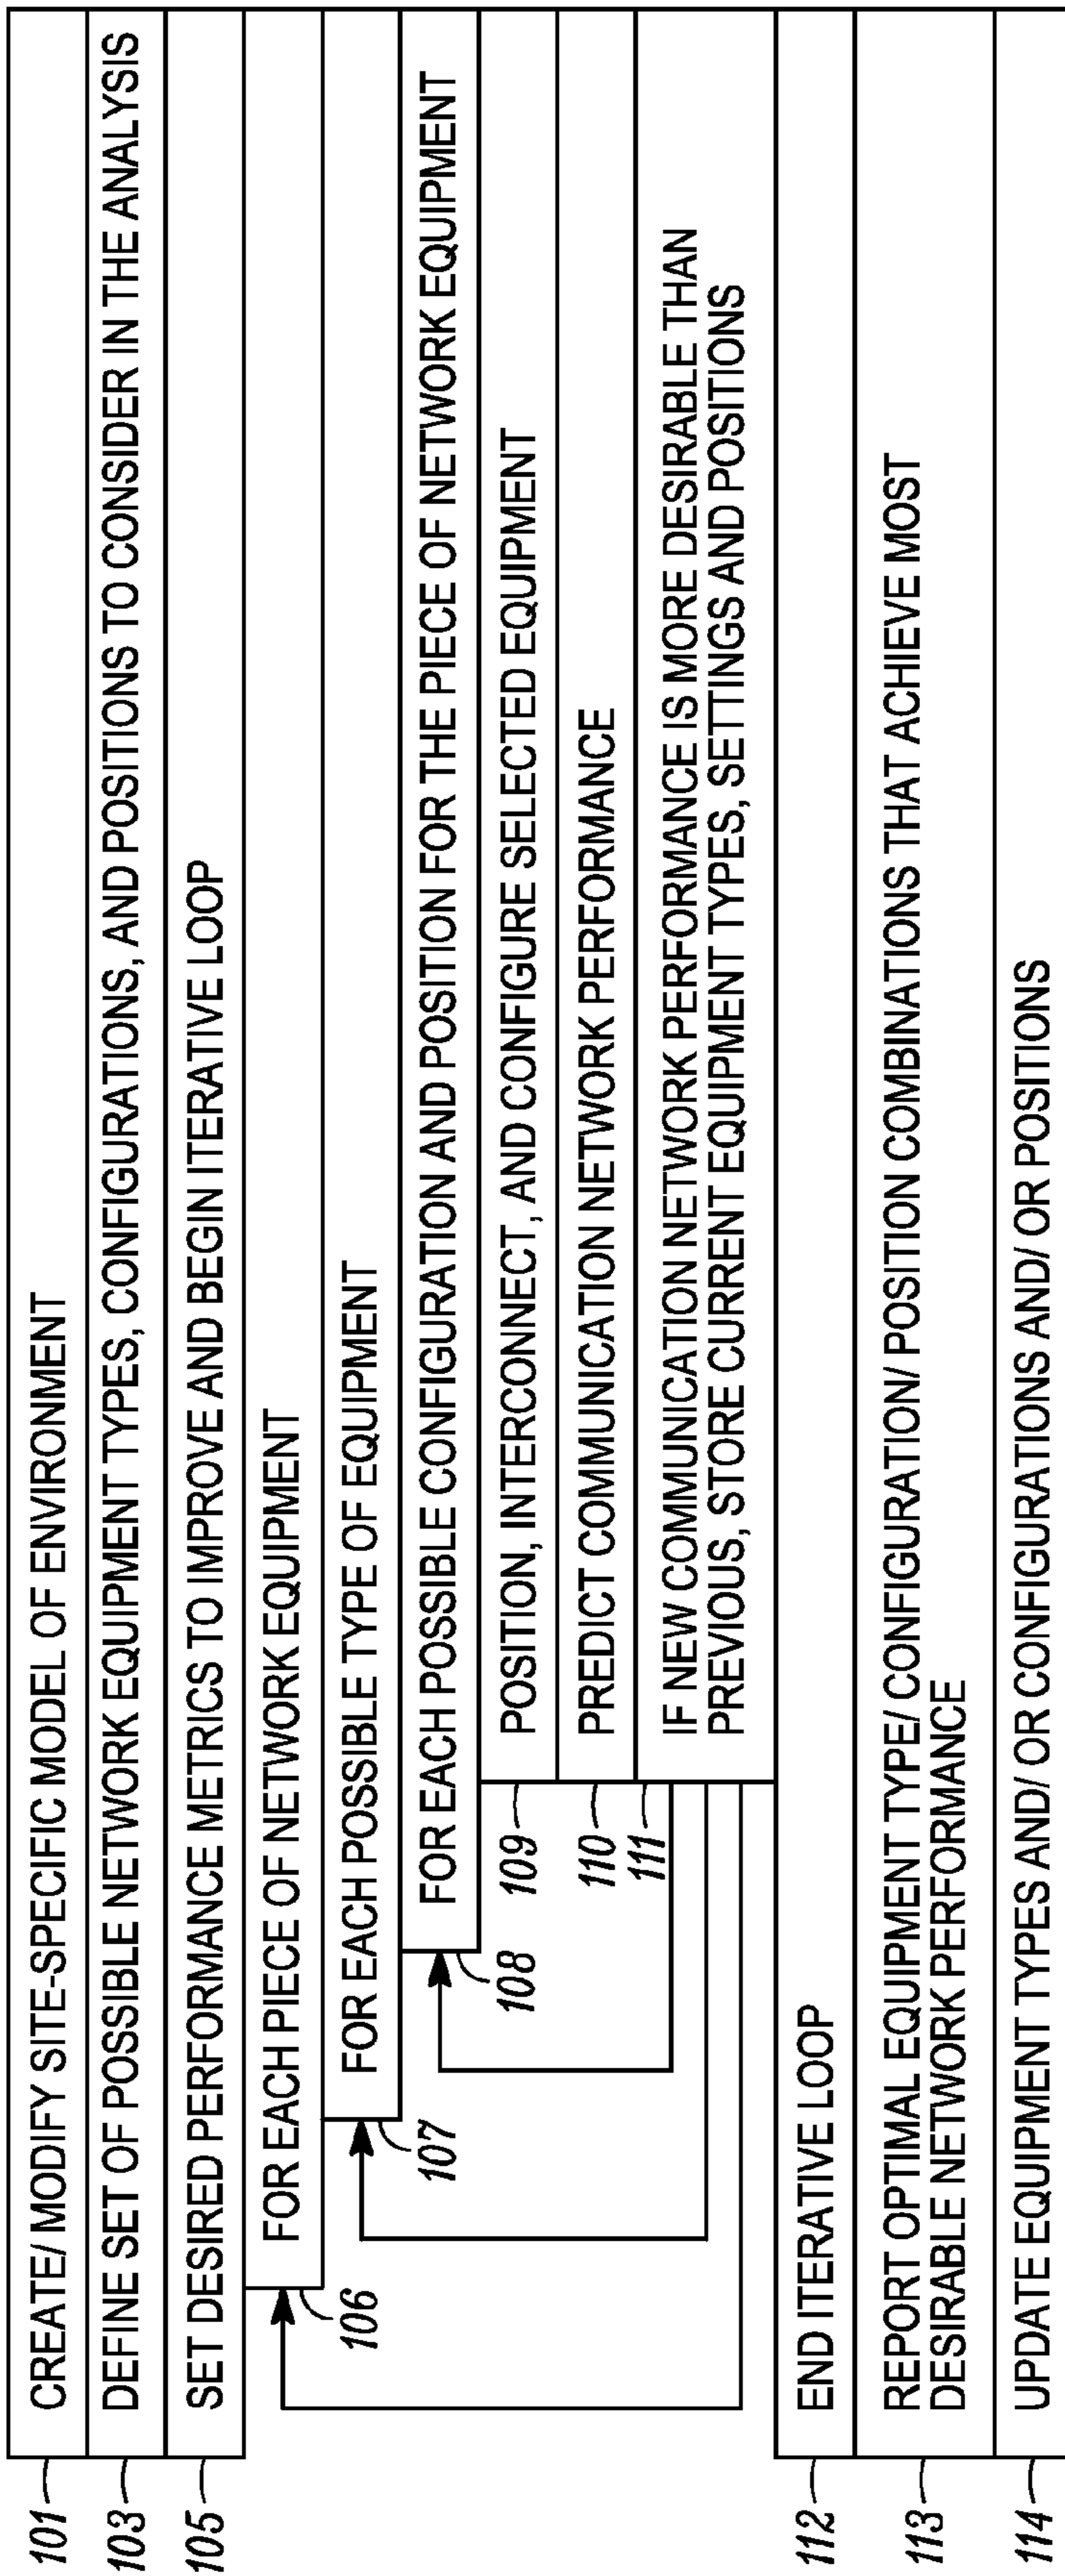 101 CREATE/ MODIFY SITE-SPECIFIC MODEL OF ENVIRONMENT
103 DEFINE SET OF POSSIBLE NETWORK EQUIPMENT TYPES, CONFIGURATIONS, AND POSITIONS TO CONSIDER IN THE ANALYSIS
105 SET DESIRED PERFORMANCE METRICS TO IMPROVE AND BEGIN ITERATIVE LOOP
106 FOR EACH PIECE OF NETWORK EQUIPMENT
107 FOR EACH POSSIBLE TYPE OF EQUIPMENT
108 FOR EACH POSSIBLE CONFIGURATION AND POSITION FOR THE PIECE OF NETWORK EQUIPMENT
109 POSITION, INTERCONNECT, AND CONFIGURE SELECTED EQUIPMENT
110 PREDICT COMMUNICATION NETWORK PERFORMANCE
111 IF NEW COMMUNICATION NETWORK PERFORMANCE IS MORE DESIRABLE THAN
PREVIOUS, STORE CURRENT EQUIPMENT TYPES, SETTINGS AND POSITIONS
112 END ITERATIVE LOOP
113 REPORT OPTIMAL EQUIPMENT TYPE/ CONFIGURATION/ POSITION COMBINATIONS THAT ACHIEVE MOST
DESIRABLE NETWORK PERFORMANCE
114 UPDATE EQUIPMENT TYPES AND/ OR CONFIGURATIONS AND/ OR POSITIONS